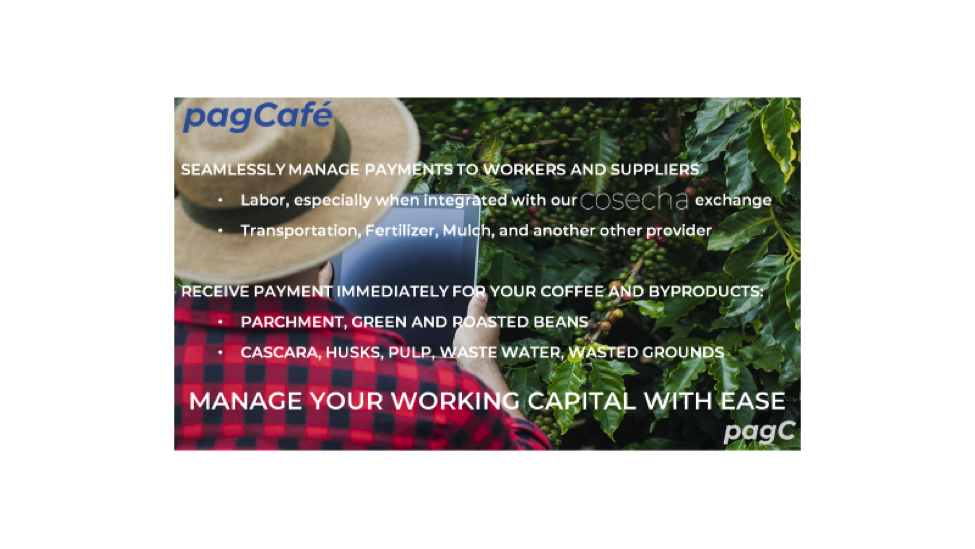 pagCafé
SEAMLESSLY MANAGE PAYMENTS TO WORKERS AND SUPPLIERS
• Labor, especially when integrated with our cosecha exchange
• Transportation, Fertilizer, Mulch, and another other provider
RECEIVE PAYMENT IMMEDIATELY FOR YOUR COFFEE AND BYPRODUCTS:
• PARCHMENT, GREEN AND ROASTED BEANS
• CASCARA, HUSKS, PULP, WASTE WATER, WASTED GROUNDS
MANAGE YOUR WORKING CAPITAL WITH EASE
pagC